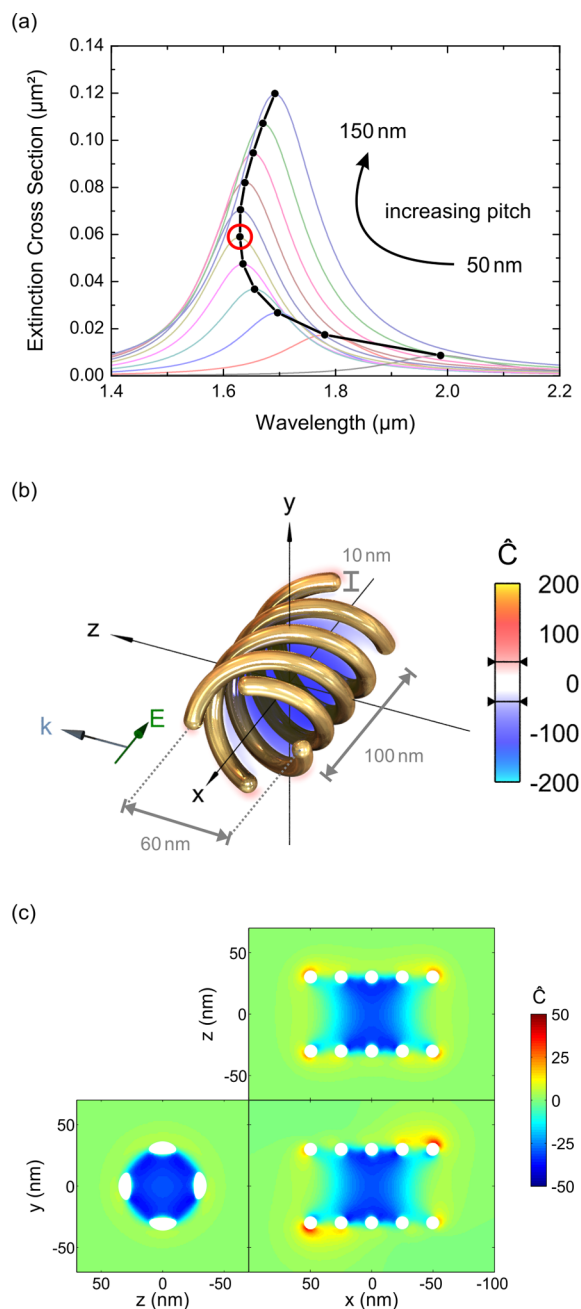 (a)
0.14
0.12
0.10
0.08
0.06
0.04
0.02
0.00
Extinction Cross Section (µm²)
150 nm
increasing pitch
50 nm
1.4 1.6 1.8 2.0 2.2
Wavelength (µm)
(b)
y
10 nm
z
k
E
x
100 nm
60 nm
Ĉ
200
100
0
-100
-200
(c)
50
0
-50
z (nm)
Ĉ
50
25
0
-25
-50
50
0
-50
y (nm)
50 0 -50
z (nm)
50 0 -50 -100
x (nm)